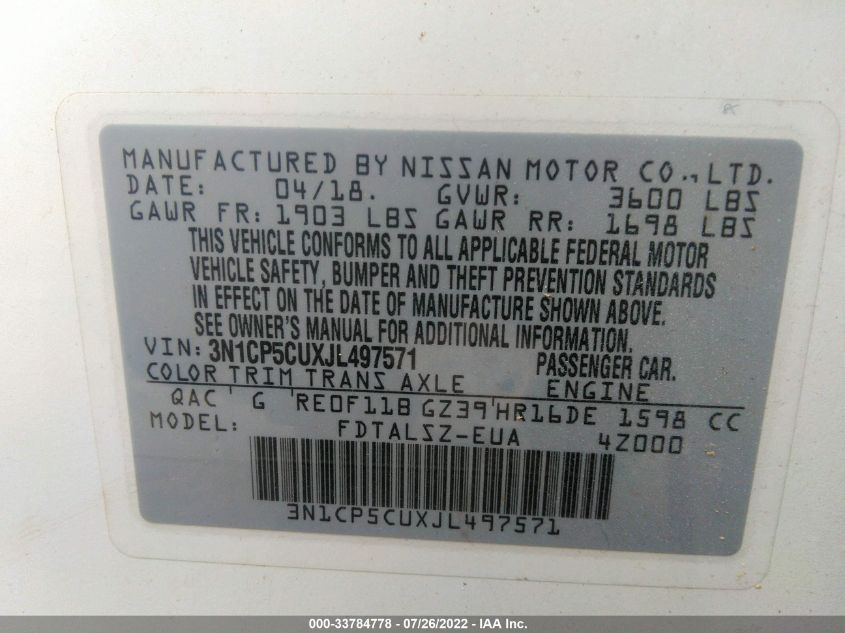 MANUFACTURED BY NISSAN MOTOR CO., LTD.
DATE: 04/18. GVWR: 3600 LBS
GAWR FR: 1903 LBS GAWR RR: 1698 LBS
THIS VEHICLE CONFORMS TO ALL APPLICABLE FEDERAL MOTOR
VEHICLE SAFETY, BUMPER AND THEFT PREVENTION STANDARDS
IN EFFECT ON THE DATE OF MANUFACTURE SHOWN ABOVE.
SEE OWNER'S MANUAL FOR ADDITIONAL INFORMATION.
VIN: 3N1CP5CUXJL497571 PASSENGER CAR.
COLOR TRIM TRANS AXLE ENGINE
QAC G RE0F11B GZ39 HR16DE 1598 CC
MODEL: FDTALSZ-EUA 4Z000
3N1CP5CUXJL497571
000-33784778 - 07/26/2022 - IAA Inc.